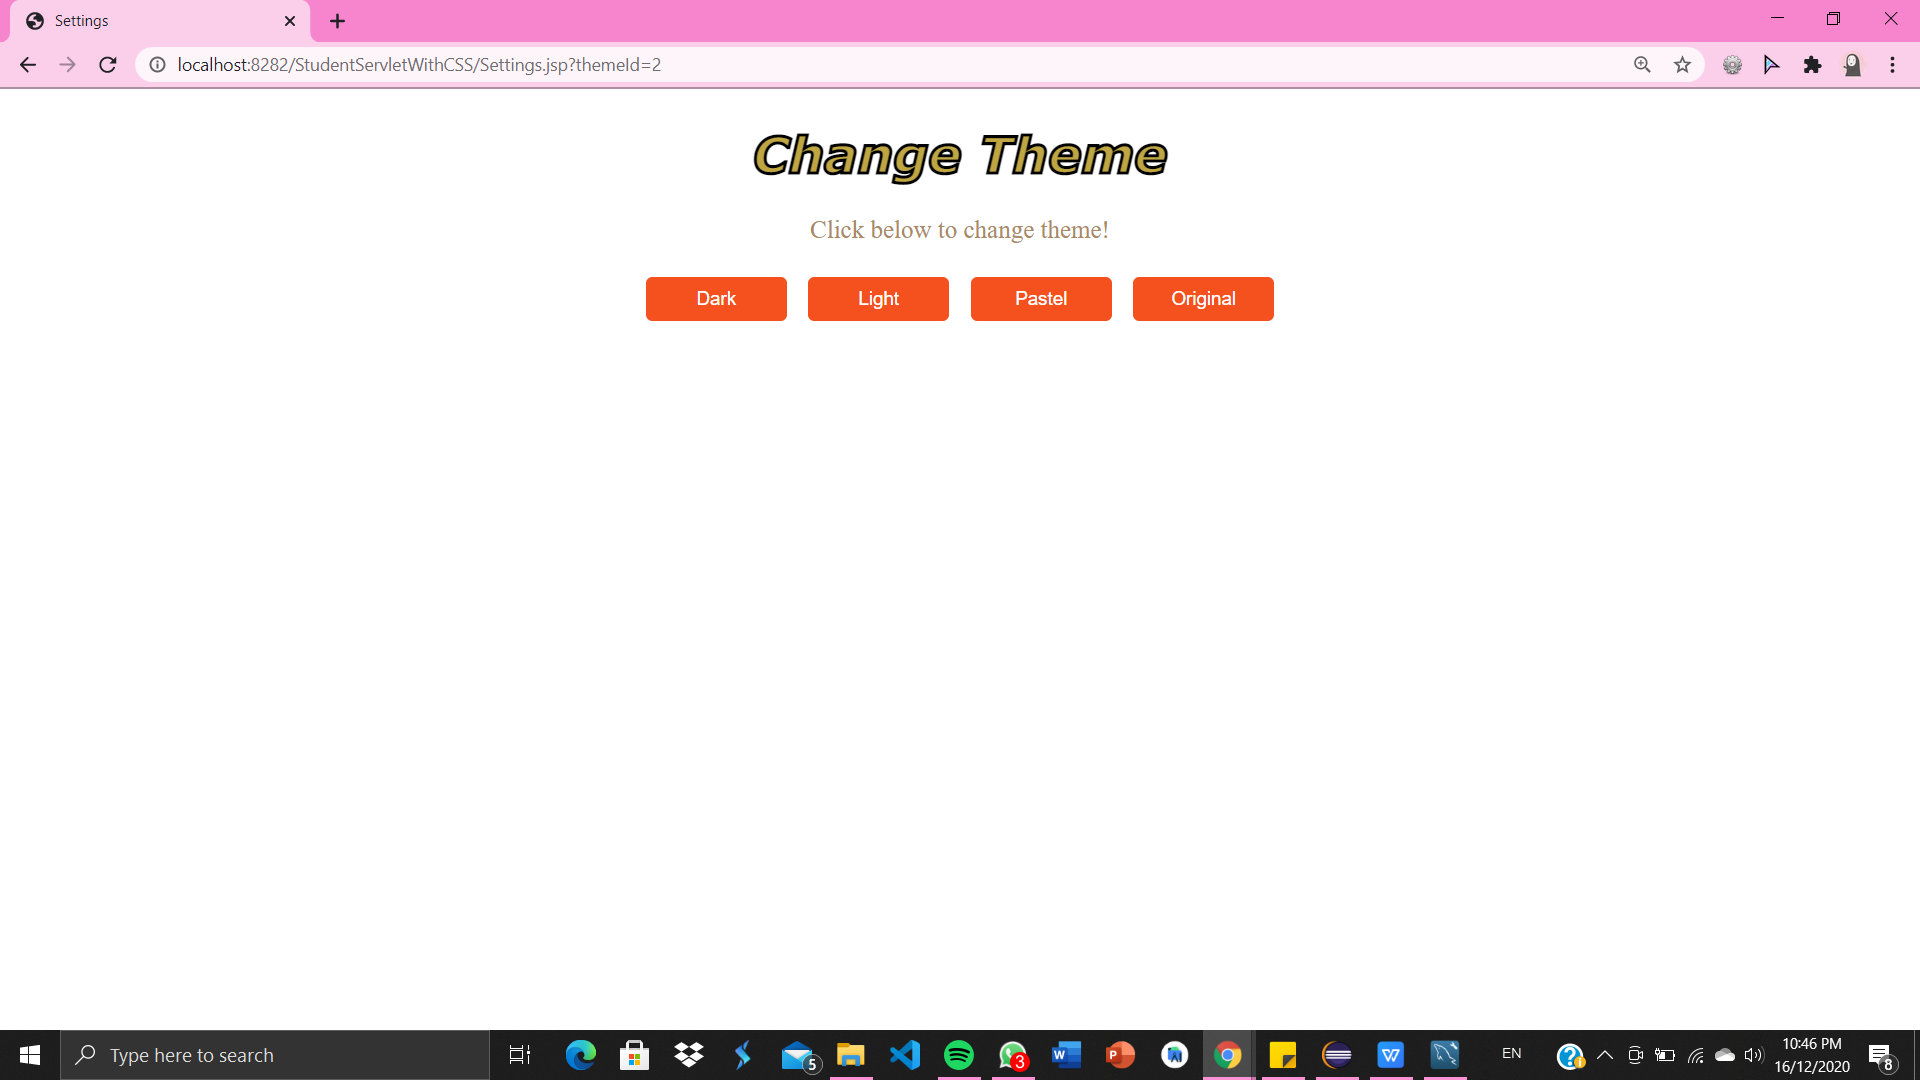 Settings
localhost:8282/StudentServletWithCSS/Settings.jsp?themeId=2
Change Theme
Click below to change theme!
Dark Light Pastel Original
Type here to search
5
3
EN
10:46 PM
16/12/2020
8